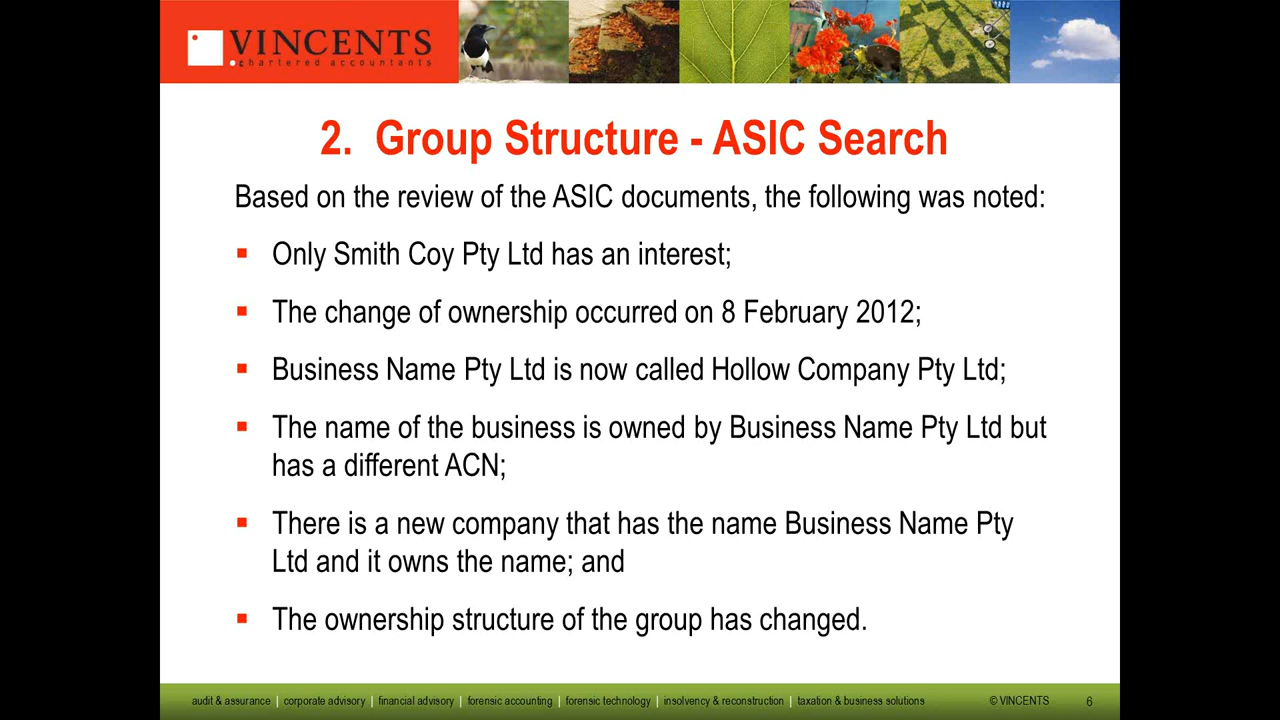 VINCENTS
chartered accountants
2. Group Structure - ASIC Search
Based on the review of the ASIC documents, the following was noted:
▪ Only Smith Coy Pty Ltd has an interest;
▪ The change of ownership occurred on 8 February 2012;
▪ Business Name Pty Ltd is now called Hollow Company Pty Ltd;
▪ The name of the business is owned by Business Name Pty Ltd but
has a different ACN;
▪ There is a new company that has the name Business Name Pty
Ltd and it owns the name; and
▪ The ownership structure of the group has changed.
audit & assurance | corporate advisory | financial advisory | forensic accounting | forensic technology | insolvency & reconstruction | taxation & business solutions © VINCENTS 6